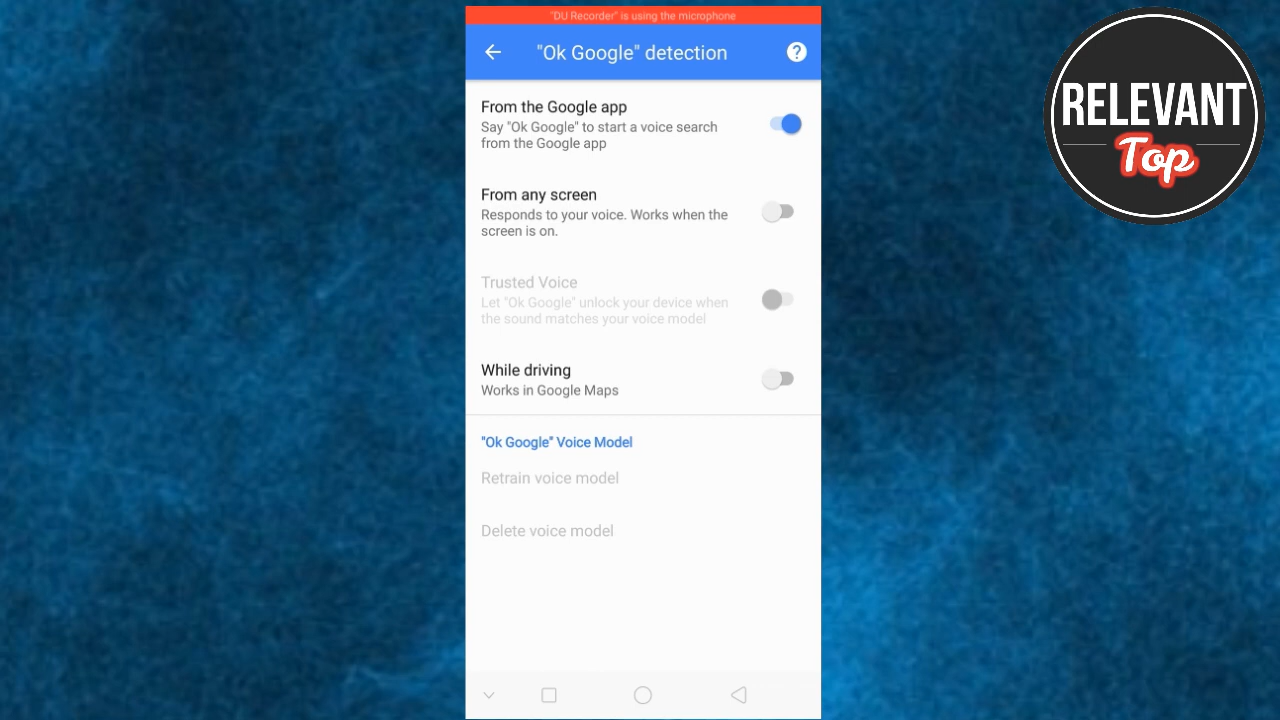 "DU Recorder" is using the microphone
"Ok Google" detection
?
From the Google app
Say "Ok Google" to start a voice search
from the Google app
From any screen
Responds to your voice. Works when the
screen is on.
Trusted Voice
Let "Ok Google" unlock your device when
the sound matches your voice model
While driving
Works in Google Maps
"Ok Google" Voice Model
Retrain voice model
Delete voice model
RELEVANT
Top